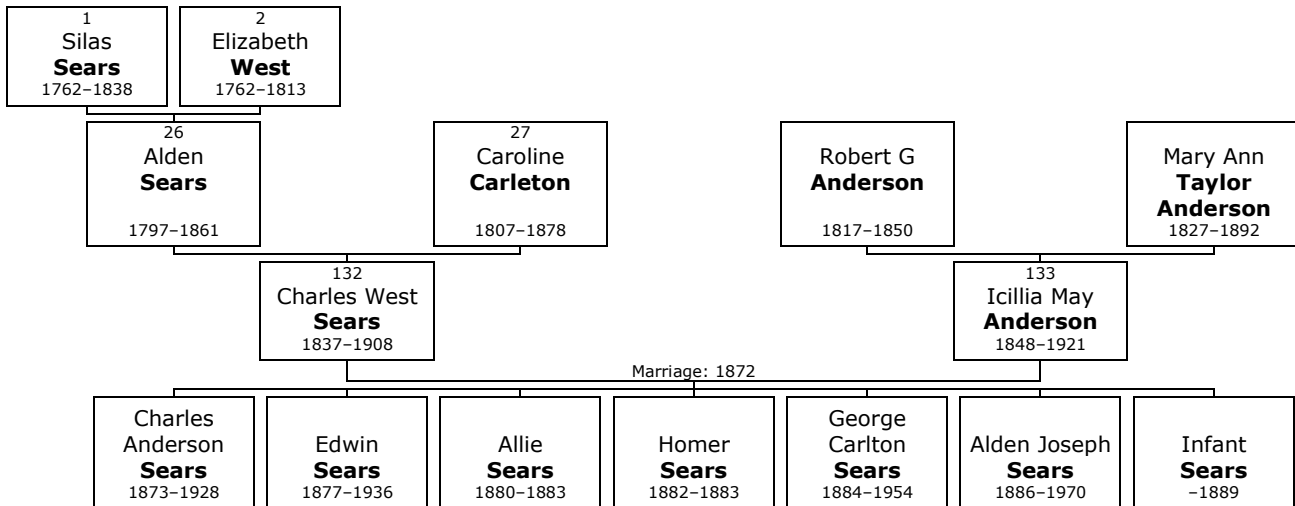 1
Silas
Sears
1762–1838
2
Elizabeth
West
1762–1813
26
Alden
Sears
1797–1861
27
Caroline
Carleton
1807–1878
Robert G
Anderson
1817–1850
Mary Ann
Taylor
Anderson
1827–1892
132
Charles West
Sears
1837–1908
133
Icillia May
Anderson
1848–1921
Marriage: 1872
Charles
Anderson
Sears
1873–1928
Edwin
Sears
1877–1936
Allie
Sears
1880–1883
Homer
Sears
1882–1883
George
Carlton
Sears
1884–1954
Alden Joseph
Sears
1886–1970
Infant
Sears
–1889